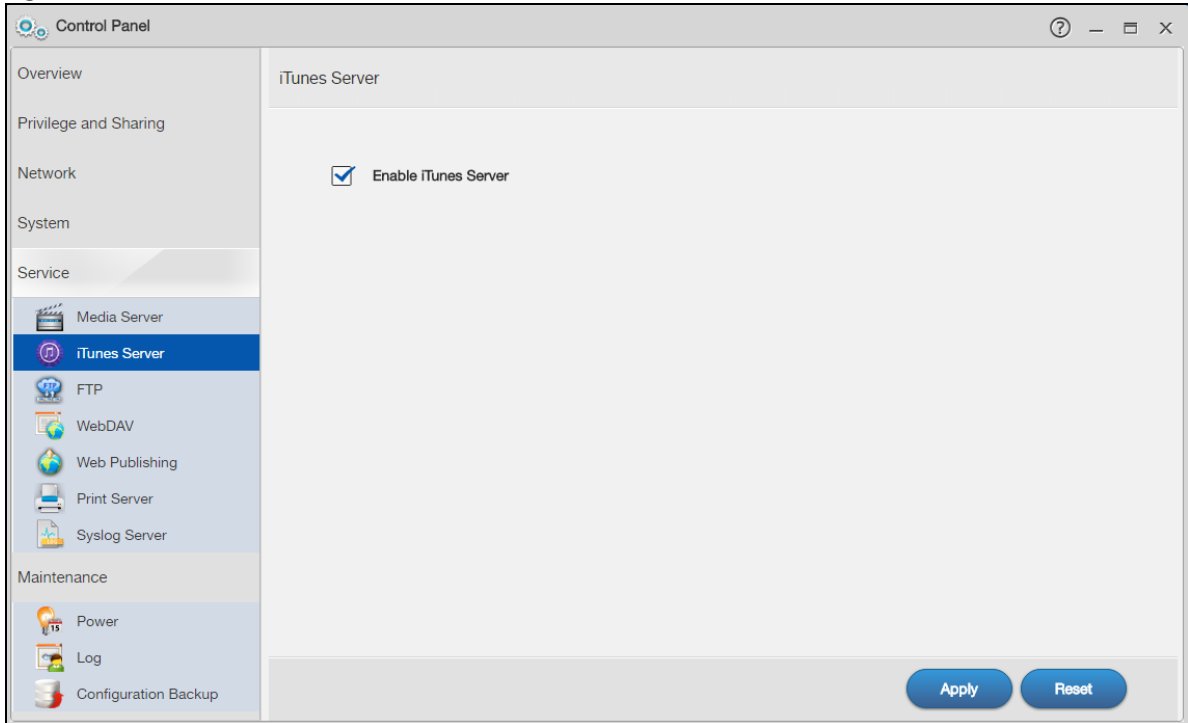 Control Panel
Overview
Privilege and Sharing
Network
System
Service
Media Server
iTunes Server
FTP
WebDAV
Web Publishing
Print Server
Syslog Server
Maintenance
Power
Log
Configuration Backup
iTunes Server
Enable iTunes Server
Apply
Reset